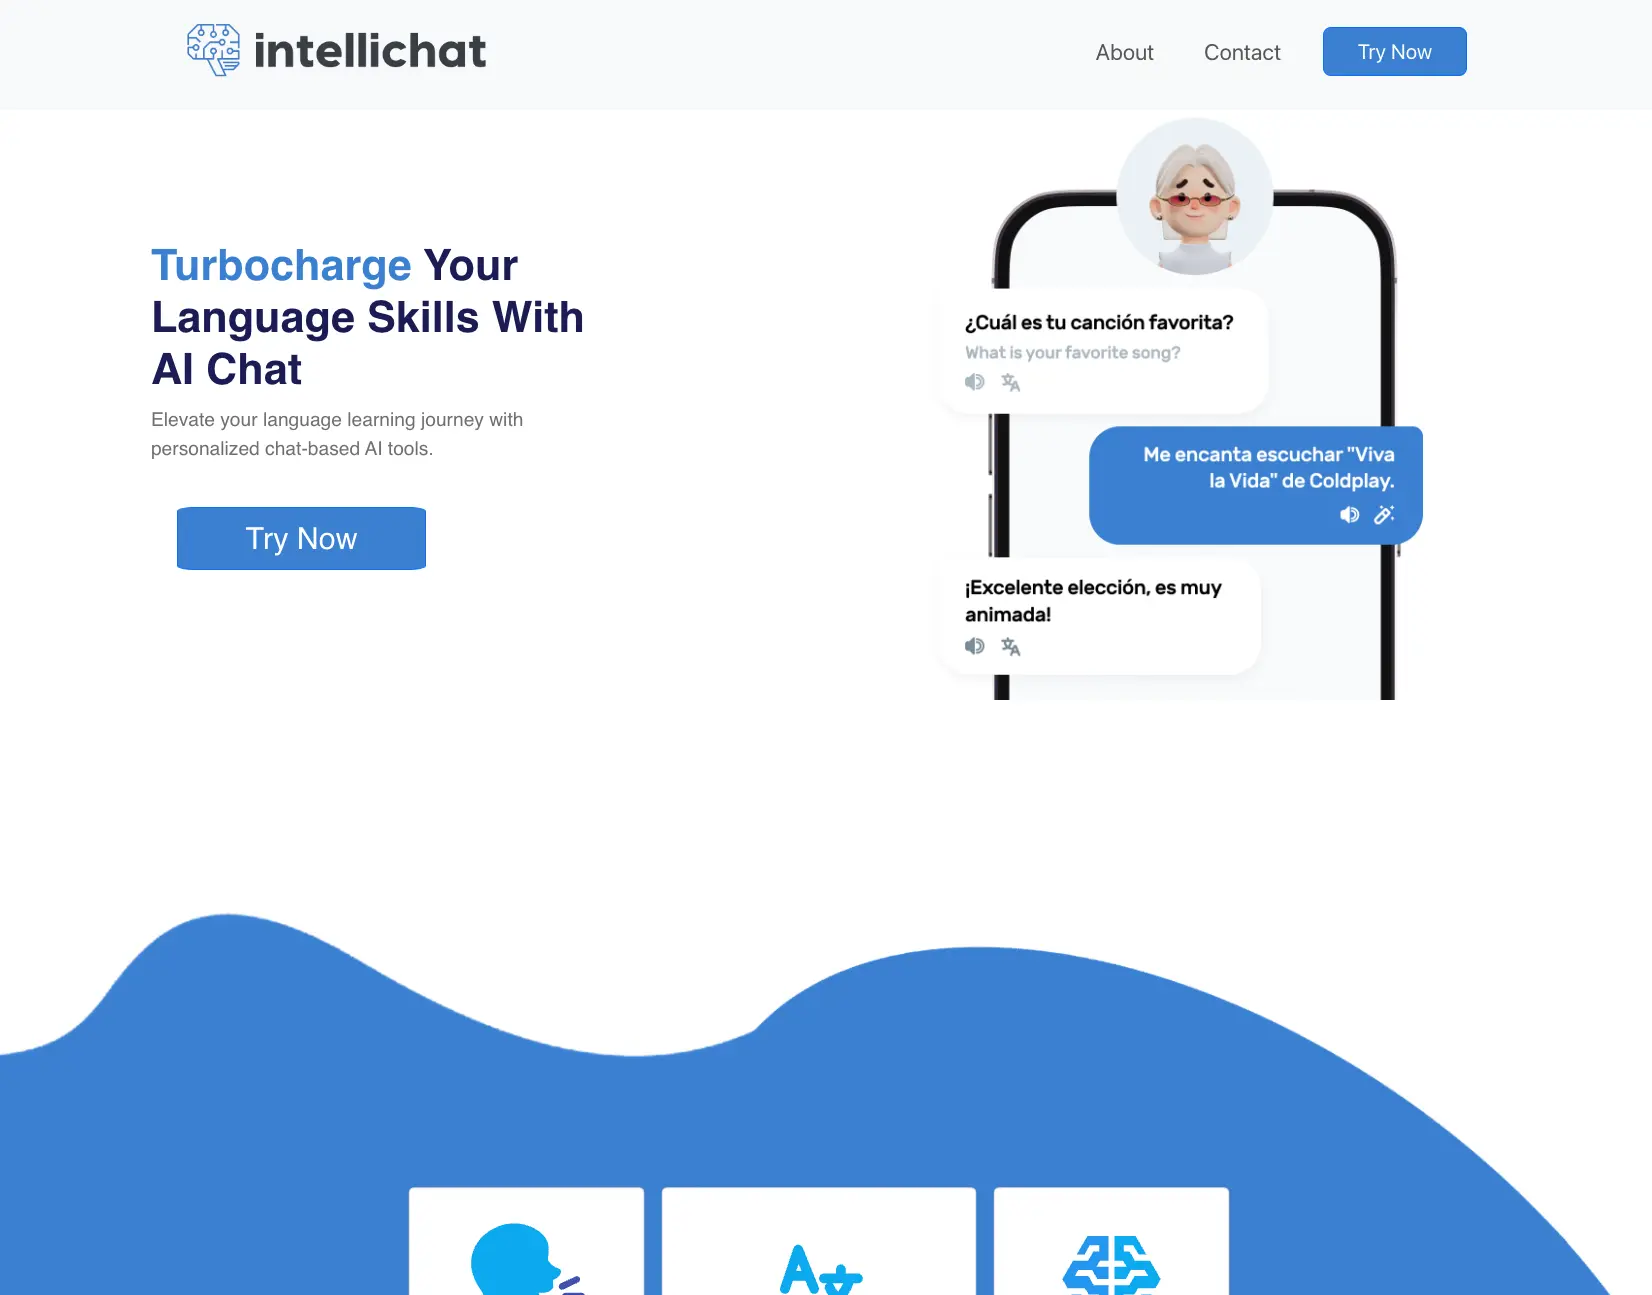 intellichat
About
Contact
Try Now
Turbocharge Your
Language Skills With
AI Chat
Elevate your language learning journey with
personalized chat-based AI tools.
Try Now
¿Cuál es tu canción favorita?
What is your favorite song?
Me encanta escuchar "Viva
la Vida" de Coldplay.
¡Excelente elección, es muy
animada!